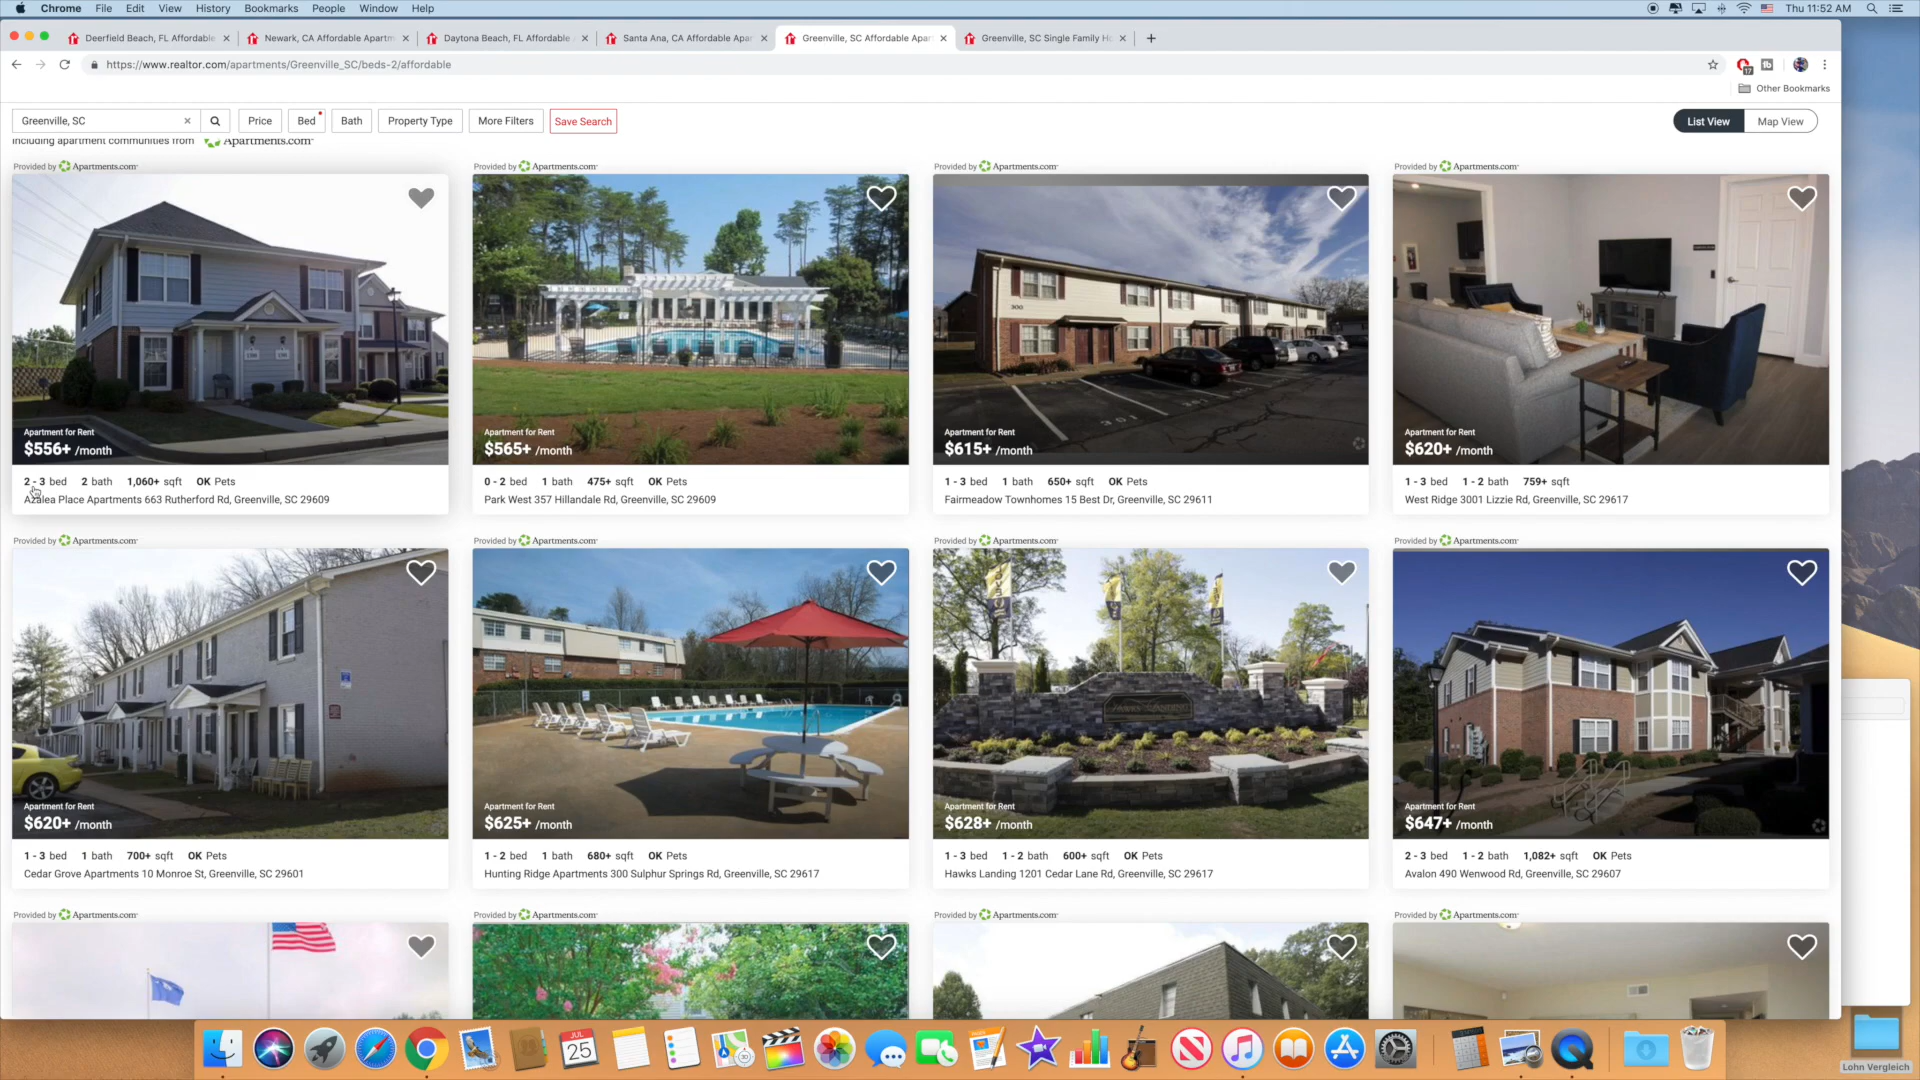 Chrome File Edit View History Bookmarks People Window Help
Thu 11:52 AM
Deerfield Beach, FL Affordable
Newark, CA Affordable Apartm
Daytona Beach, FL Affordable
Santa Ana, CA Affordable Apar
Greenville, SC Affordable Apart
Greenville, SC Single Family Ho
https://www.realtor.com/apartments/Greenville_SC/beds-2/affordable
17
Other Bookmarks
Greenville, SC
Price
Bed
Bath
Property Type
More Filters
Save Search
List View
Map View
including apartment communities from Apartments.com
Provided by Apartments.com
Provided by Apartments.com
Provided by Apartments.com
Provided by Apartments.com
300
Apartment for Rent
$556+ /month
Apartment for Rent
$565+ /month
Apartment for Rent
$615+ /month
Apartment for Rent
$620+ /month
2 - 3 bed 2 bath 1,060+ sqft OK Pets
Azalea Place Apartments 663 Rutherford Rd, Greenville, SC 29609
0 - 2 bed 1 bath 475+ sqft OK Pets
Park West 357 Hillandale Rd, Greenville, SC 29609
1 - 3 bed 1 bath 650+ sqft OK Pets
Fairmeadow Townhomes 15 Best Dr, Greenville, SC 29611
1 - 3 bed 1 - 2 bath 759+ sqft
West Ridge 3001 Lizzie Rd, Greenville, SC 29617
Provided by Apartments.com
Provided by Apartments.com
Provided by Apartments.com
Provided by Apartments.com
Apartment for Rent
$620+ /month
Apartment for Rent
$625+ /month
Apartment for Rent
$628+ /month
Apartment for Rent
$647+ /month
1 - 3 bed 1 bath 700+ sqft OK Pets
Cedar Grove Apartments 10 Monroe St, Greenville, SC 29601
1 - 2 bed 1 bath 680+ sqft OK Pets
Hunting Ridge Apartments 300 Sulphur Springs Rd, Greenville, SC 29617
1 - 3 bed 1 - 2 bath 600+ sqft OK Pets
Hawks Landing 1201 Cedar Lane Rd, Greenville, SC 29617
2 - 3 bed 1 - 2 bath 1,082+ sqft OK Pets
Avalon 490 Wenwood Rd, Greenville, SC 29607
Provided by Apartments.com
Provided by Apartments.com
Provided by Apartments.com
Provided by Apartments.com
JUL
25
Lohn Vergleich